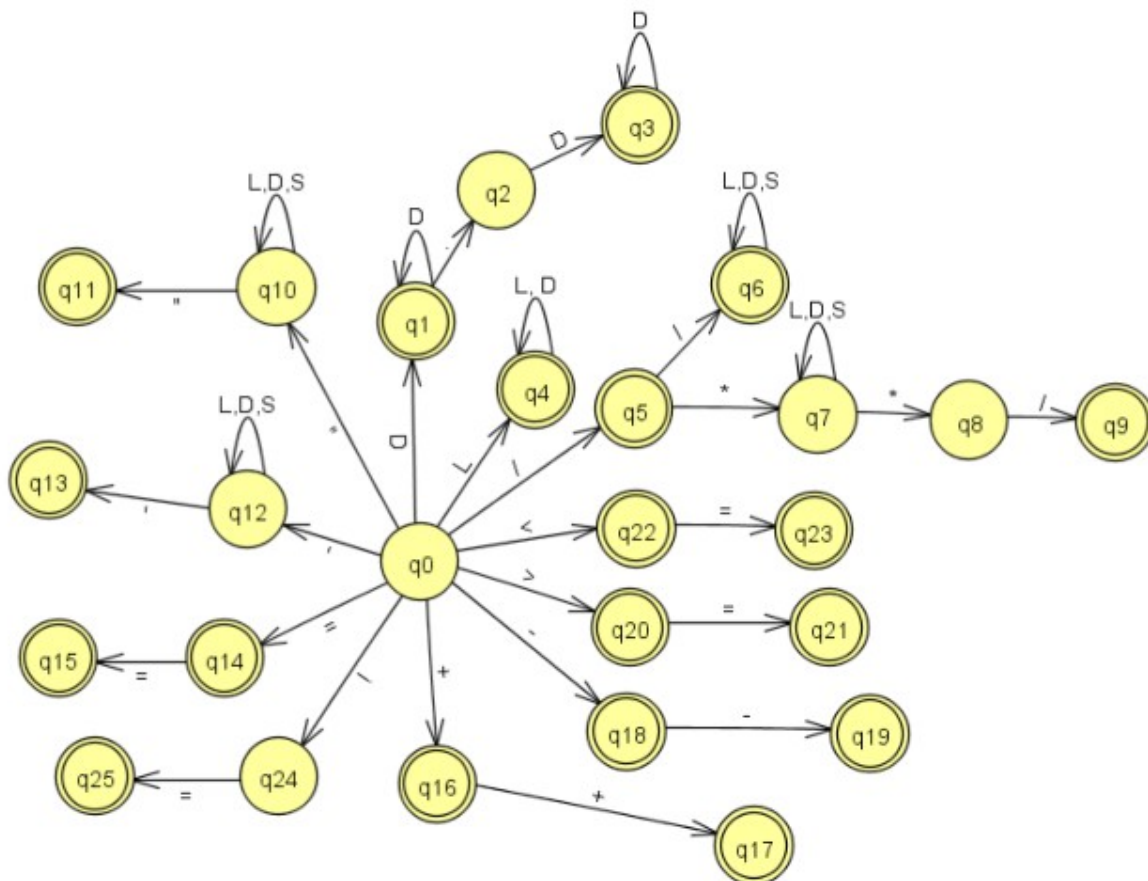 D
q3
D
q2
L,D,S
L,D,S
D
.
q6
q11
"
q10
q1
L, D
/
L,D,S
q4
q5
*
q7
*
q8
/
q9
L,D,S
"
D
L
/
q13
'
q12
'
q0
<
q22
=
q23
>
q20
=
q21
q15
=
q14
=
-
q18
-
q19
+
q25
=
q24
q16
+
q17